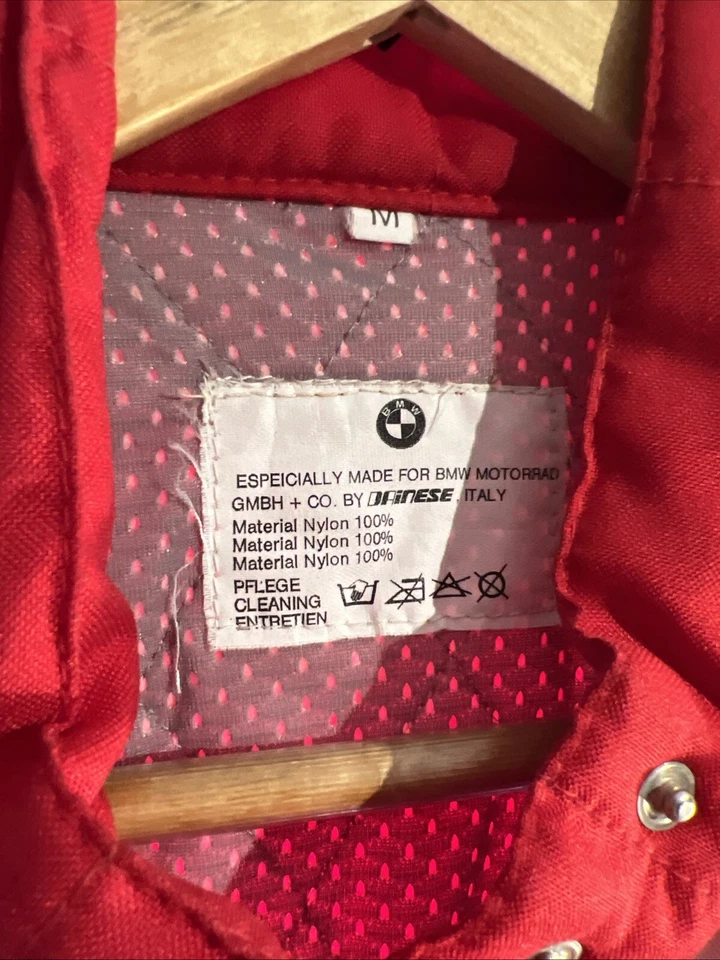 M
BMW
ESPEICIALLY MADE FOR BMW MOTORRAD
GMBH + CO. BY DAINESE ITALY
Material Nylon 100%
Material Nylon 100%
Material Nylon 100%
PFLEGE
CLEANING
ENTRETIEN